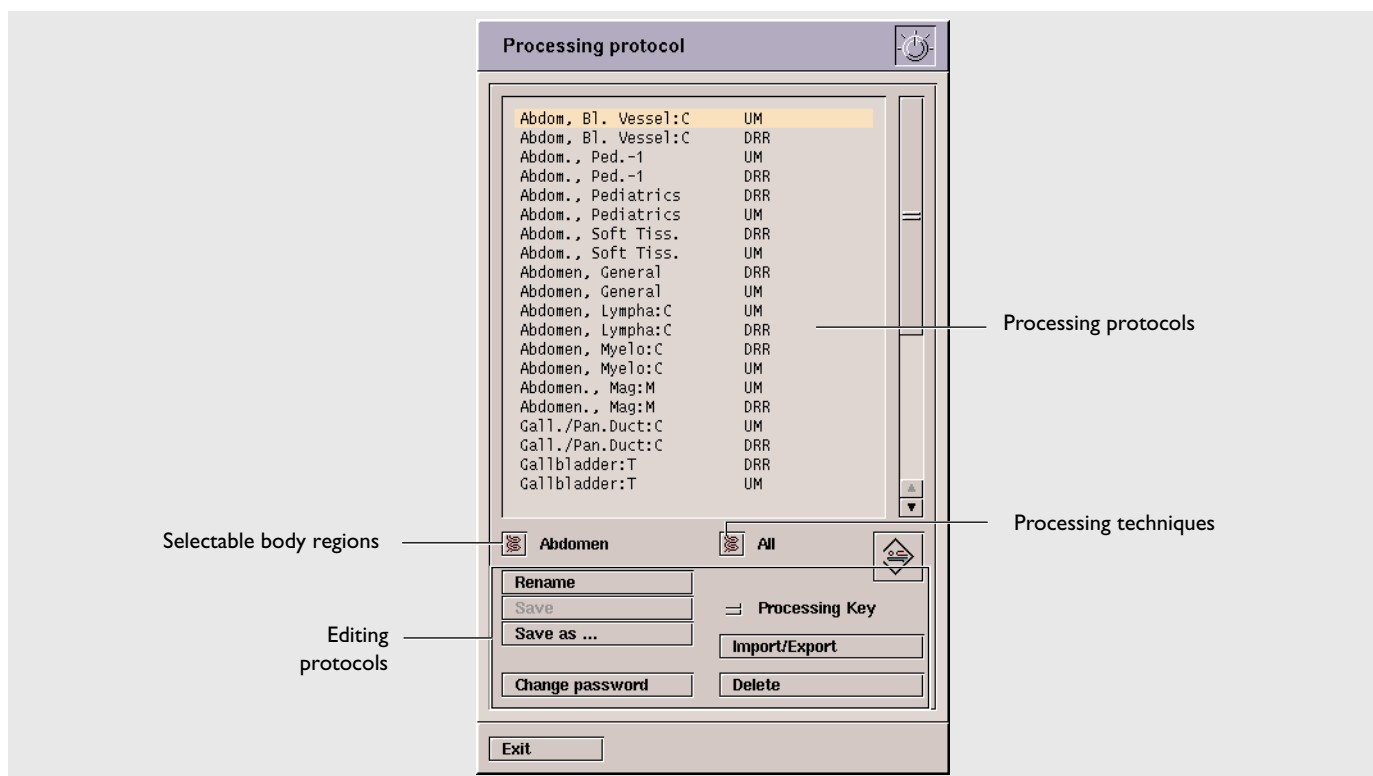 Processing protocol
Abdom, Bl. Vessel:C UM
Abdom, Bl. Vessel:C DRR
Abdom., Ped.-1 UM
Abdom., Ped.-1 DRR
Abdom., Pediatrics DRR
Abdom., Pediatrics UM
Abdom., Soft Tiss. DRR
Abdom., Soft Tiss. UM
Abdomen, General DRR
Abdomen, General UM
Abdomen, Lympha:C UM
Abdomen, Lympha:C DRR
Abdomen, Myelo:C DRR
Abdomen, Myelo:C UM
Abdomen., Mag:M UM
Abdomen., Mag:M DRR
Gall./Pan.Duct:C UM
Gall./Pan.Duct:C DRR
Gallbladder:T DRR
Gallbladder:T UM
Processing protocols
Processing techniques
Selectable body regions
Abdomen All
Rename
Save
Processing Key
Save as ...
Import/Export
Editing
protocols
Change password
Delete
Exit